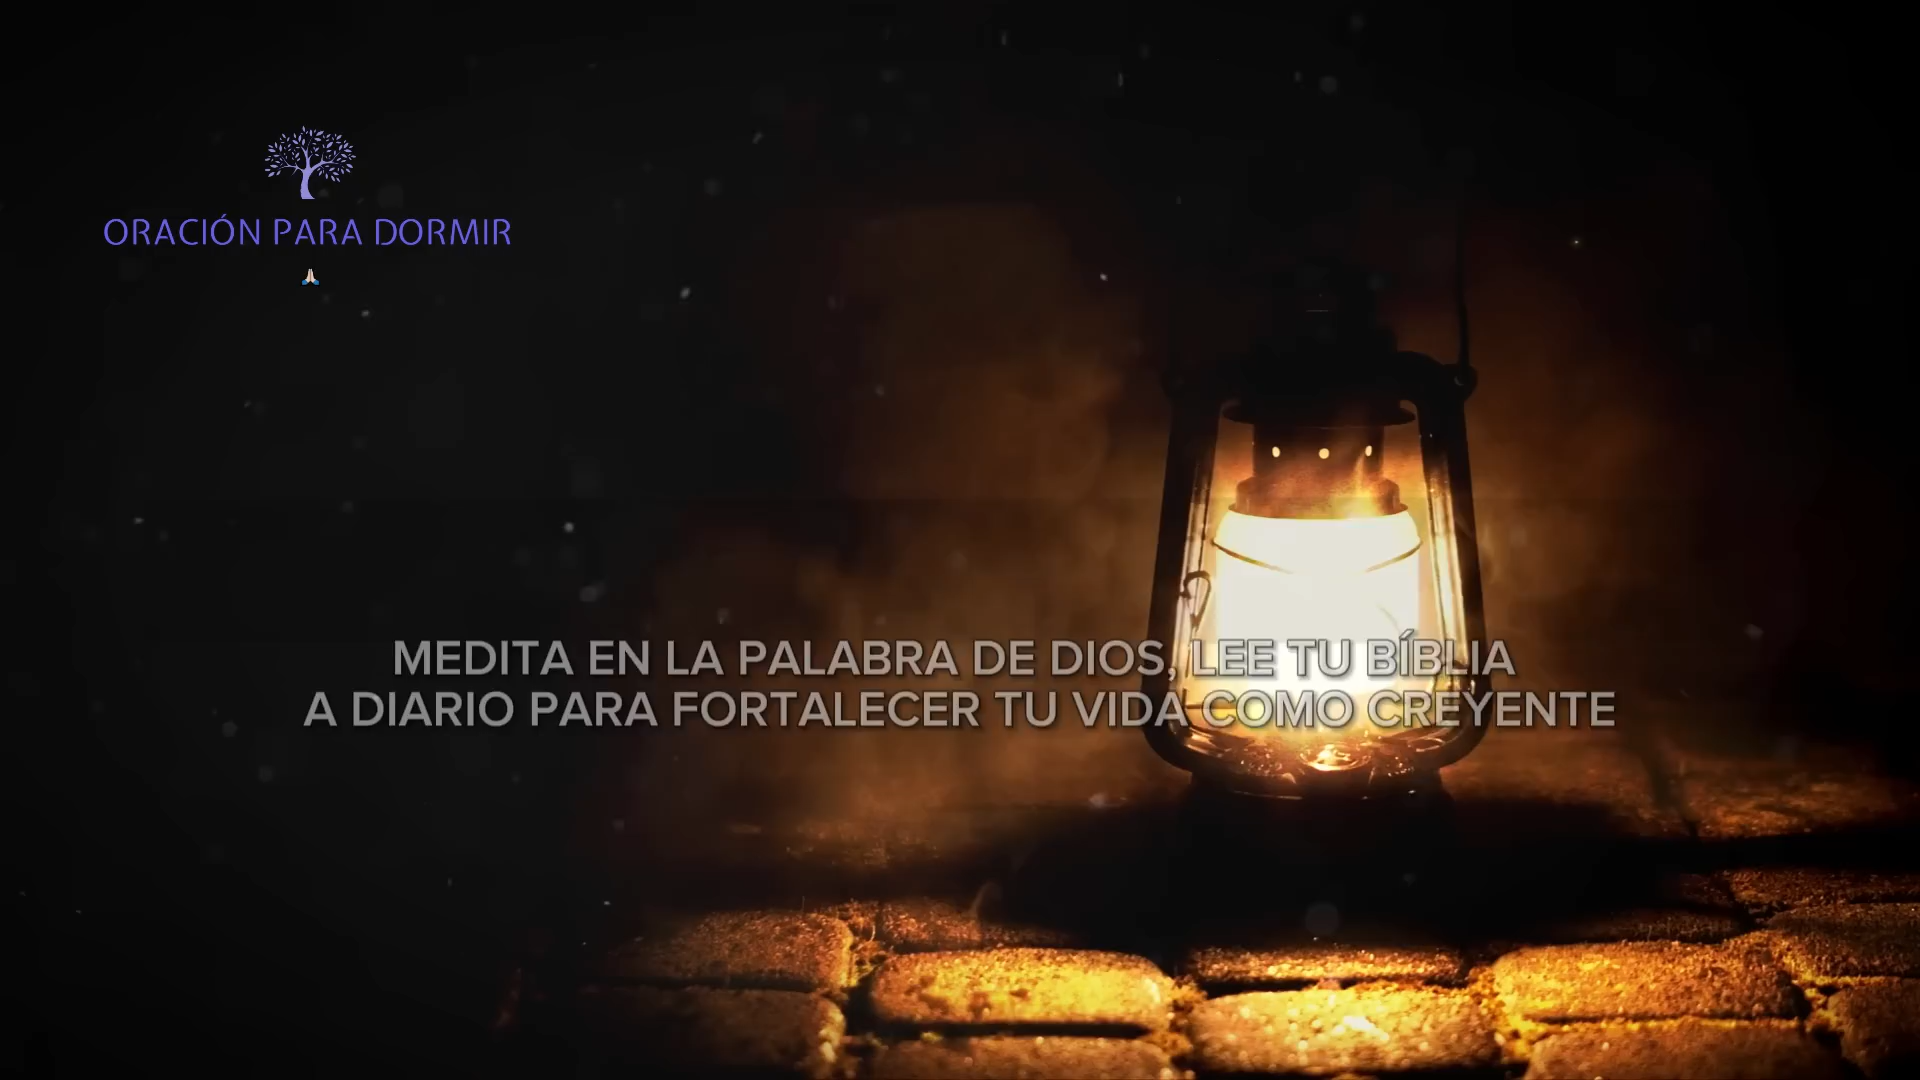 ORACIÓN PARA DORMIR
MEDITA EN LA PALABRA DE DIOS, LEE TU BÍBLIA
A DIARIO PARA FORTALECER TU VIDA COMO CREYENTE